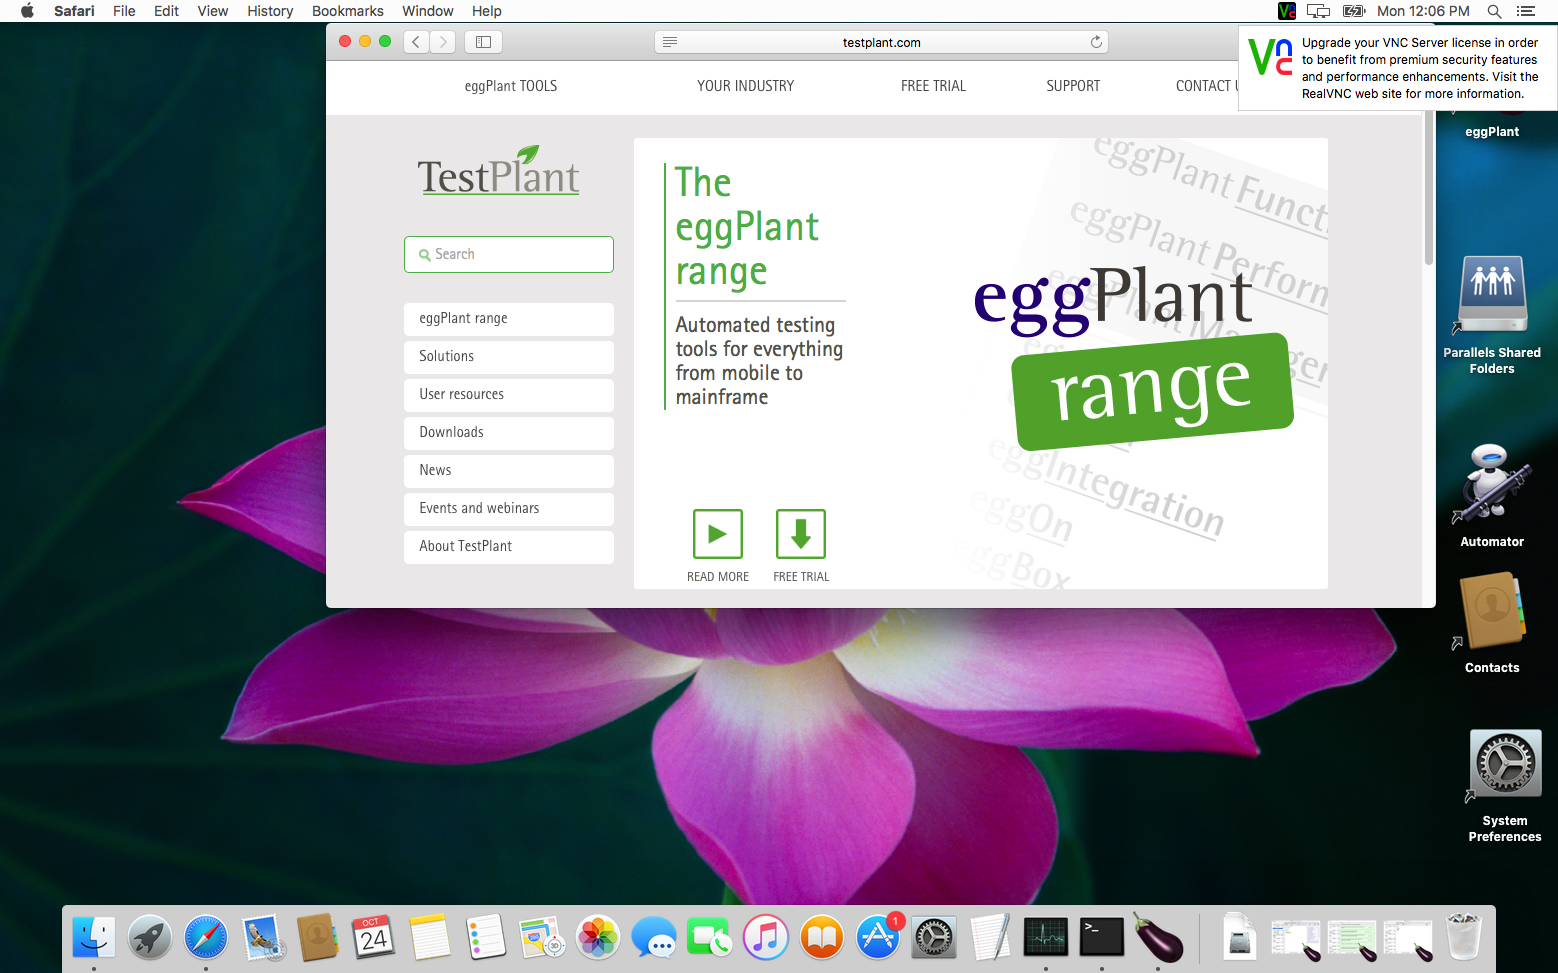 Safari File Edit View History Bookmarks Window Help
Mon 12:06 PM
testplant.com
Upgrade your VNC Server license in order
to benefit from premium security features
and performance enhancements. Visit the
RealVNC web site for more information.
eggPlant TOOLS YOUR INDUSTRY FREE TRIAL SUPPORT CONTACT
TestPlant
Search
eggPlant range
Solutions
User resources
Downloads
News
Events and webinars
About TestPlant
The
eggPlant
range
Automated testing
tools for everything
from mobile to
mainframe
READ MORE
FREE TRIAL
eggPlant Funct
eggPlant Perform
eggPlant
range
eggIntegration
eggOn
eggBox
eggPlant
Parallels Shared
Folders
Automator
Contacts
System
Preferences
OCT
24
3D
1
>_